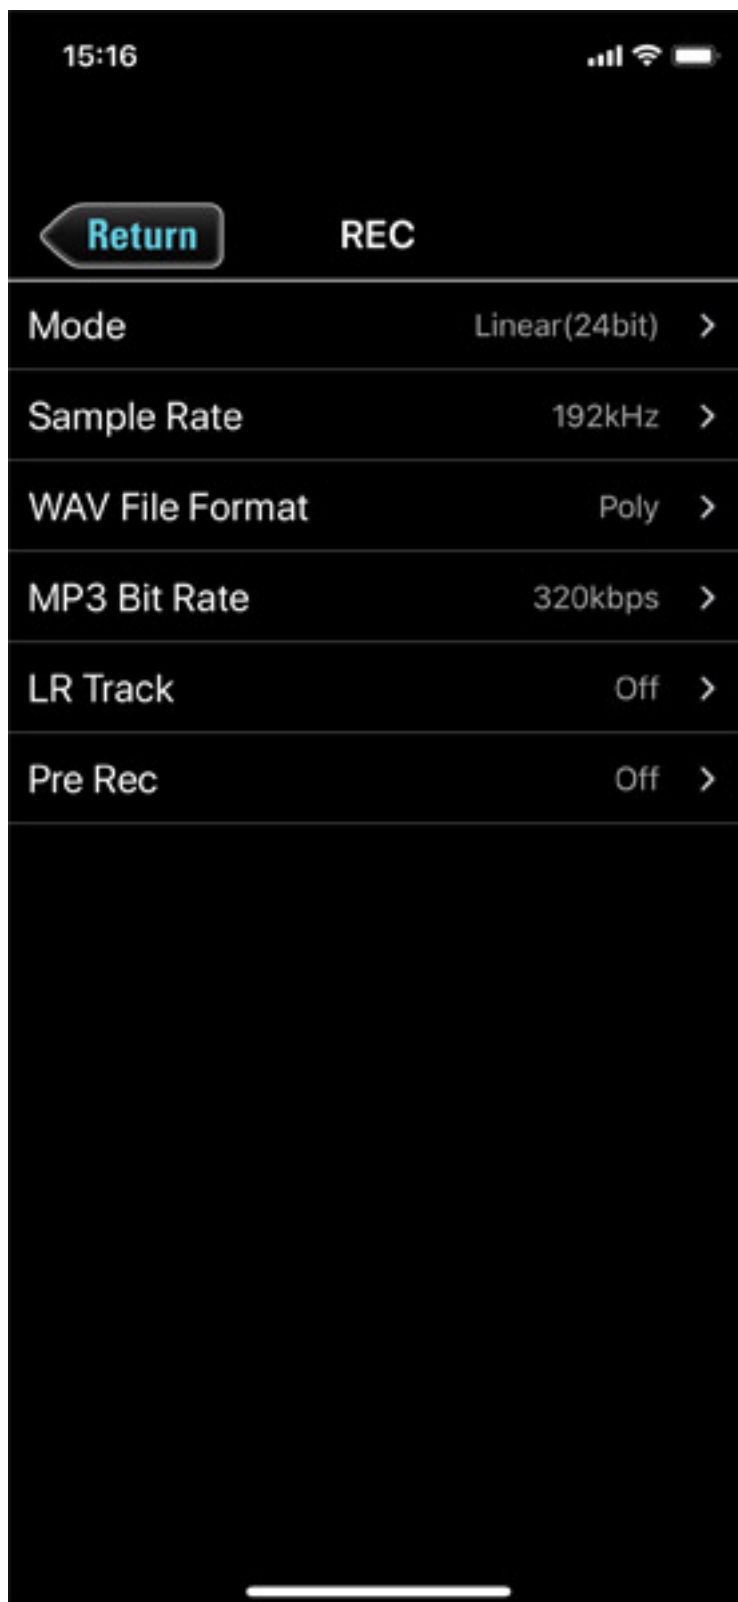 15:16
Return REC
Mode Linear(24bit)
Sample Rate 192kHz
WAV File Format Poly
MP3 Bit Rate 320kbps
LR Track Off
Pre Rec Off